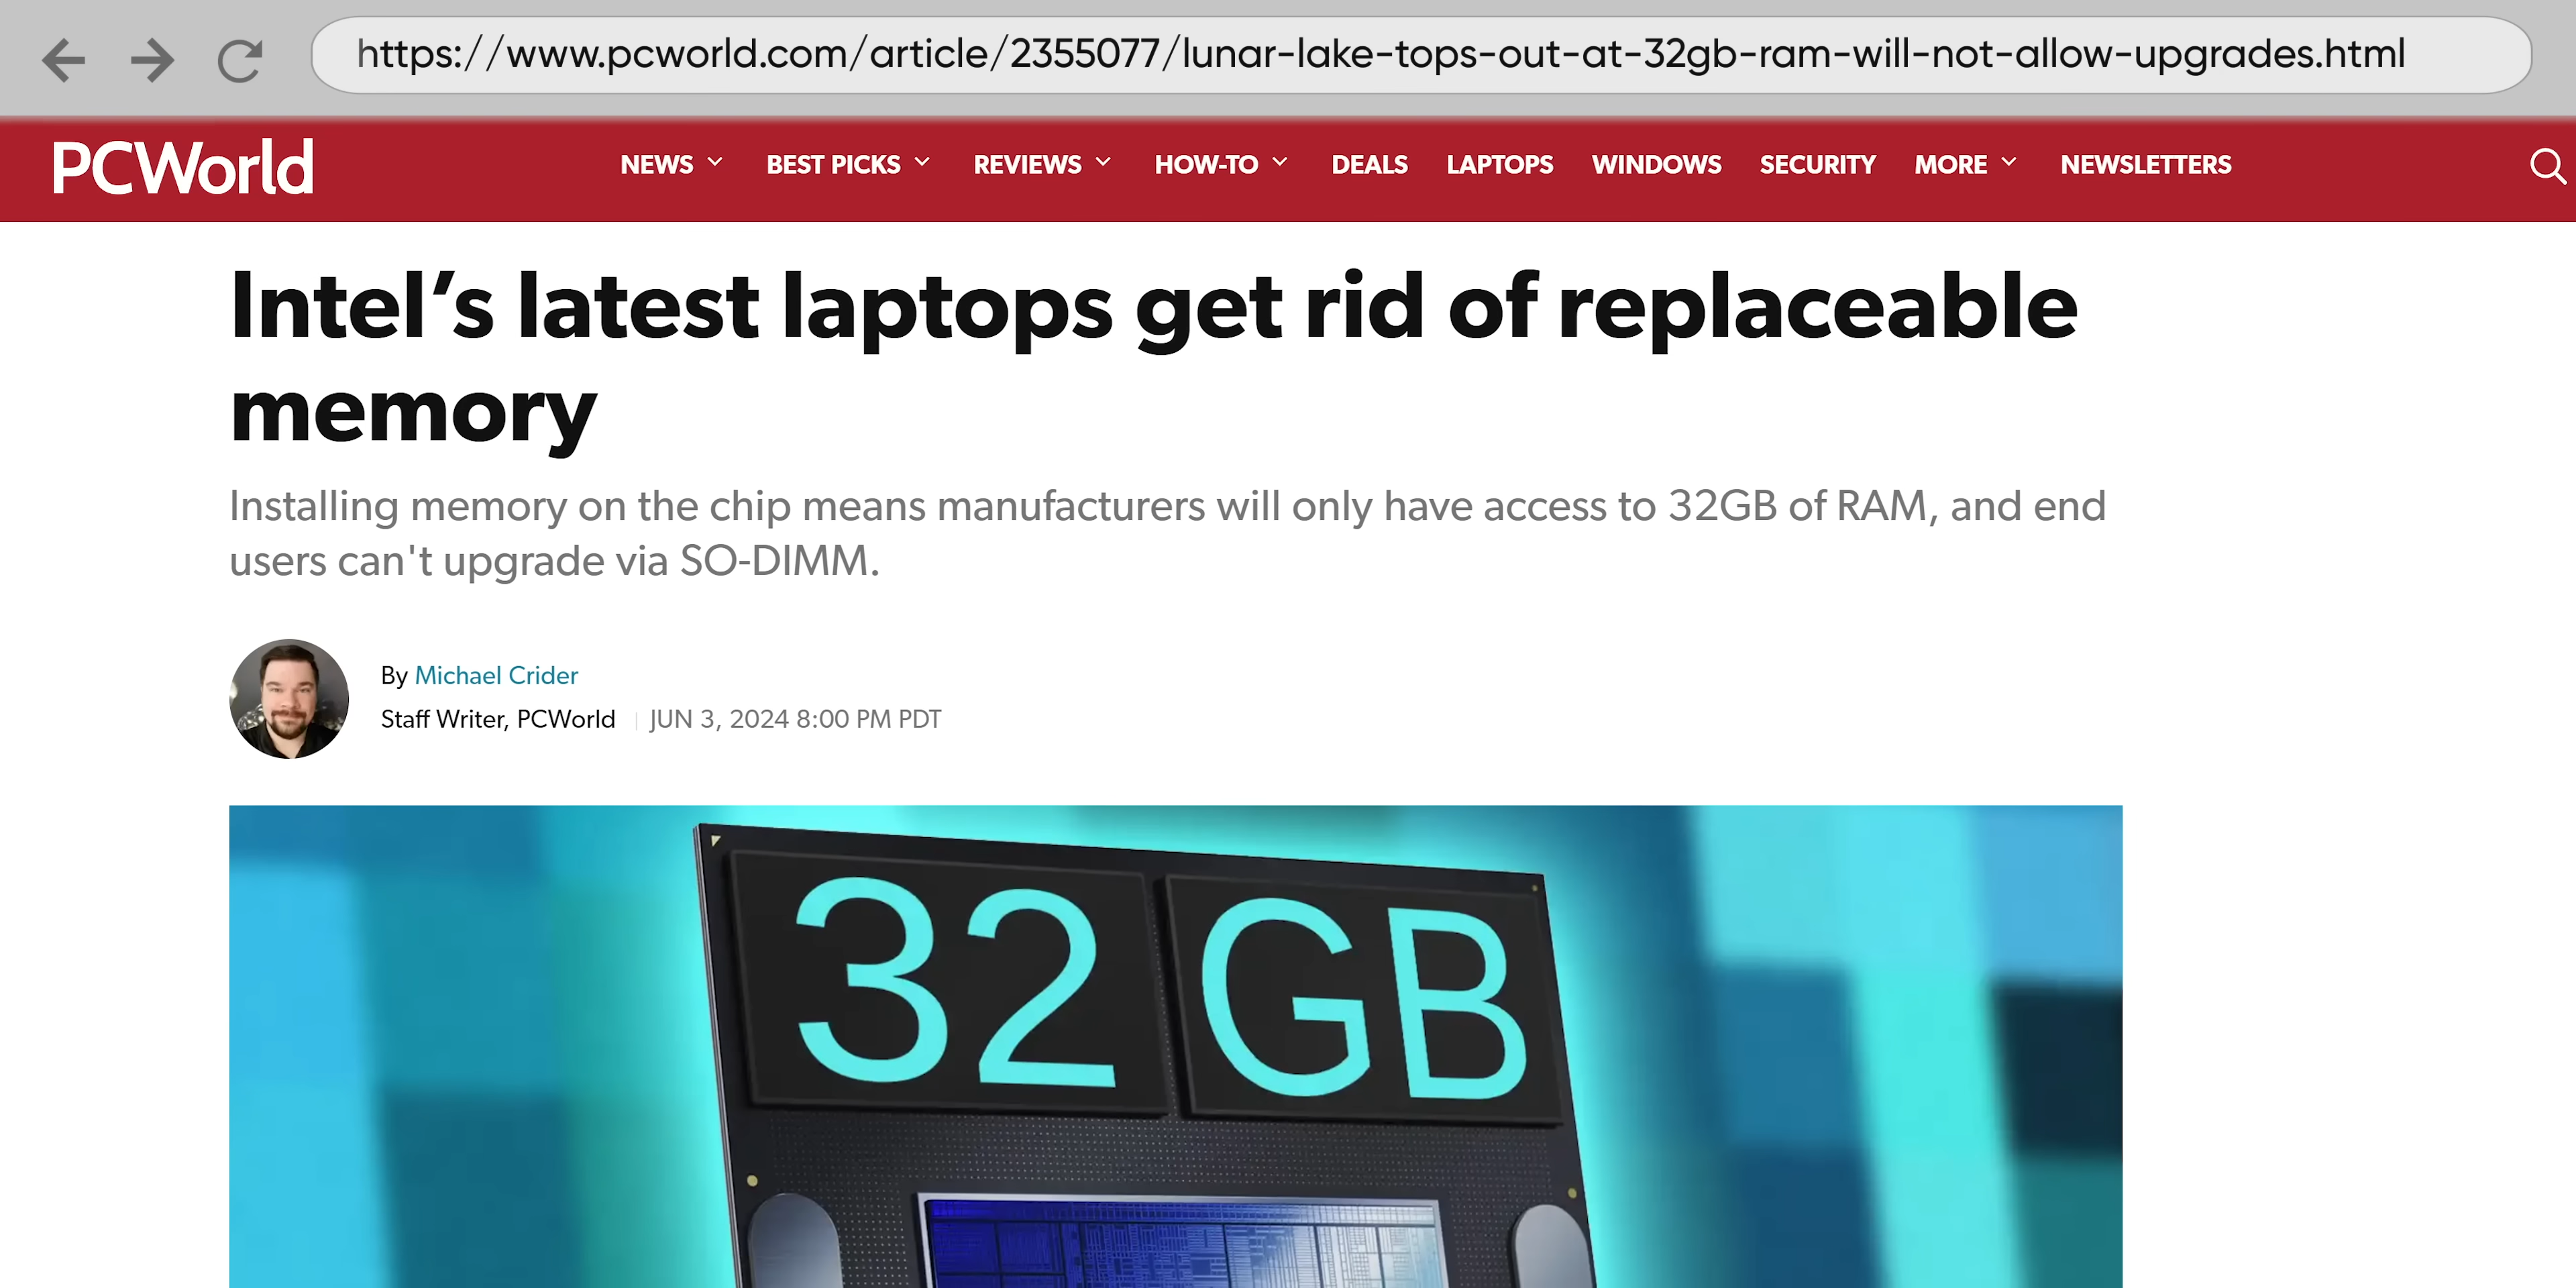 https://www.pcworld.com/article/2355077/lunar-lake-tops-out-at-32gb-ram-will-not-allow-upgrades.html
PCWorld NEWS BEST PICKS REVIEWS HOW-TO DEALS LAPTOPS WINDOWS SECURITY MORE NEWSLETTERS
Intel’s latest laptops get rid of replaceable
memory
Installing memory on the chip means manufacturers will only have access to 32GB of RAM, and end
users can't upgrade via SO-DIMM.
By Michael Crider
Staff Writer, PCWorld | JUN 3, 2024 8:00 PM PDT
32 GB